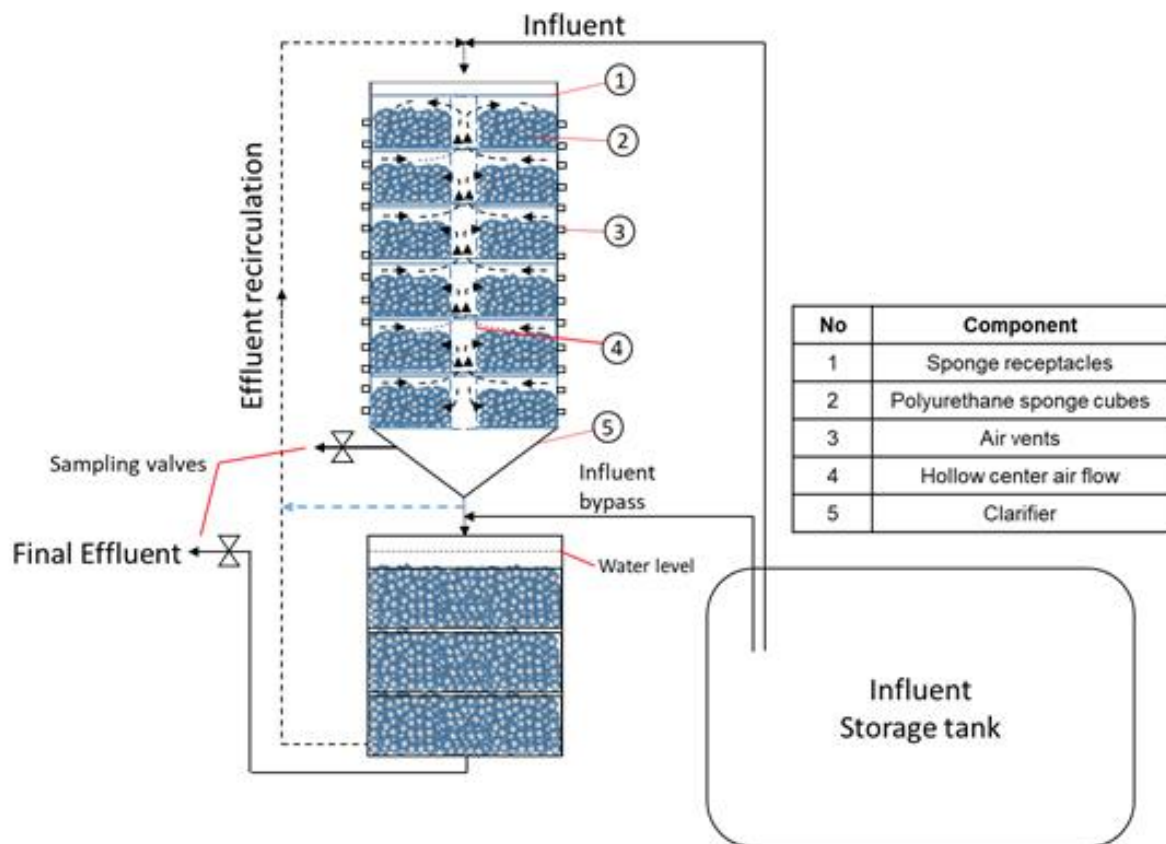 Influent
1
2
3
4
5
Effluent recirculation
Sampling valves
Influent
bypass
Final Effluent
Water level
No Component
1 Sponge receptacles
2 Polyurethane sponge cubes
3 Air vents
4 Hollow center air flow
5 Clarifier
Influent
Storage tank